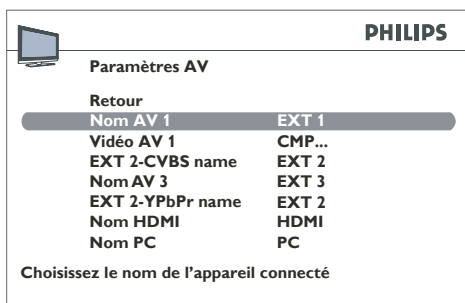 PHILIPS
Paramètres AV
Retour
Nom AV 1 EXT 1
Vidéo AV 1 CMP...
EXT 2-CVBS name EXT 2
Nom AV 3 EXT 3
EXT 2-YPbPr name EXT 2
Nom HDMI HDMI
Nom PC PC
Choisissez le nom de l'appareil connecté